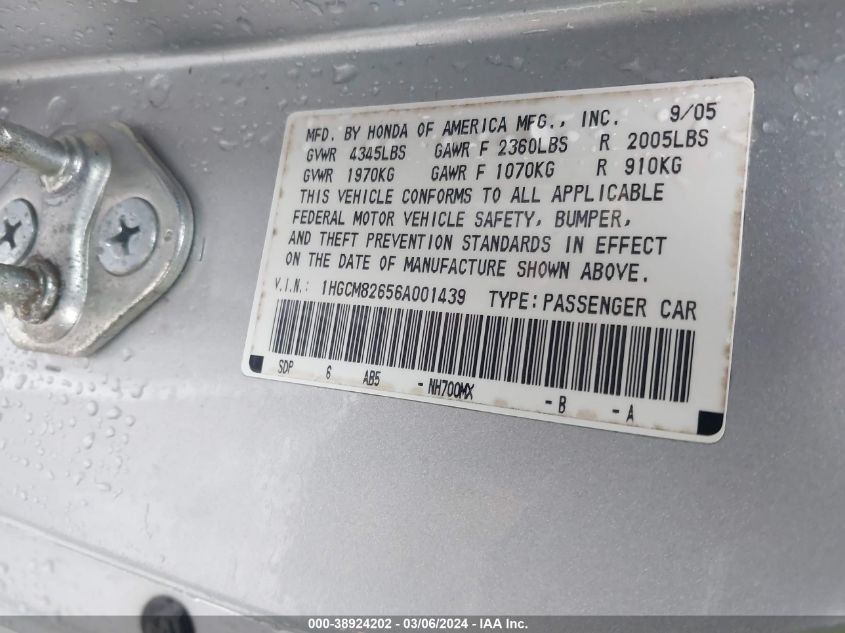 MFD. BY HONDA OF AMERICA MFG., INC. 9/05
GVWR 4345LBS GAWR F 2360LBS R 2005LBS
GVWR 1970KG GAWR F 1070KG R 910KG
THIS VEHICLE CONFORMS TO ALL APPLICABLE
FEDERAL MOTOR VEHICLE SAFETY, BUMPER,
AND THEFT PREVENTION STANDARDS IN EFFECT
ON THE DATE OF MANUFACTURE SHOWN ABOVE.
V.I.N.: 1HGCM82656A001439 TYPE:PASSENGER CAR
SDP 6 AB5 -NH700MX -B -A
000-38924202 - 03/06/2024 - IAA Inc.